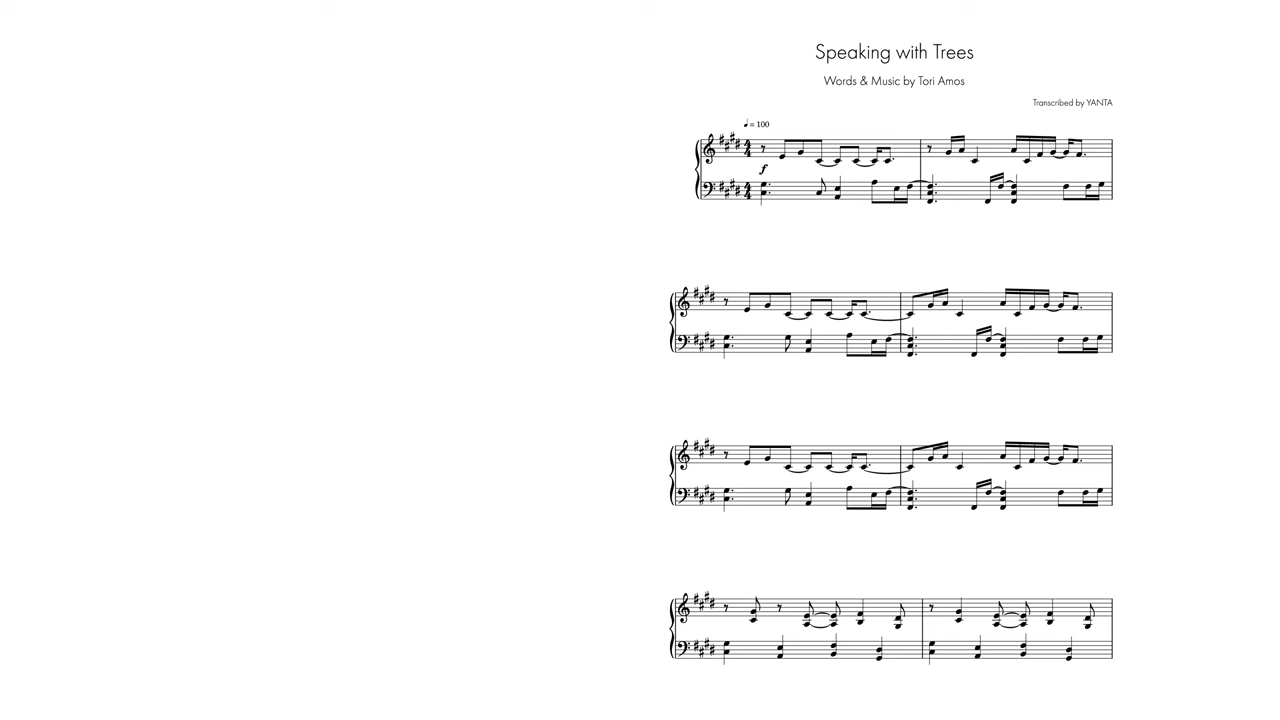 Speaking with Trees
Words & Music by Tori Amos
Transcribed by YANTA
♩ = 100
f